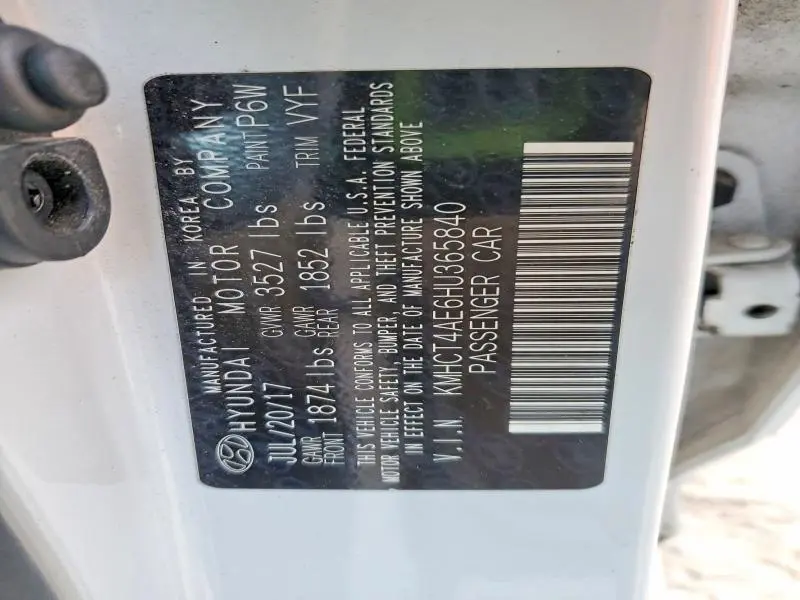 MANUFACTURED IN KOREA BY
HYUNDAI MOTOR COMPANY
JUL/20/17 GVWR 3527 lbs PAINT P6W
GAWR FRONT 1874 lbs GAWR REAR 1852 lbs TRIM VYF
THIS VEHICLE CONFORMS TO ALL APPLICABLE U.S.A. FEDERAL
MOTOR VEHICLE SAFETY, BUMPER, AND THEFT PREVENTION STANDARDS
IN EFFECT ON THE DATE OF MANUFACTURE SHOWN ABOVE
V.I.N KMHCT4AE6HU365840
PASSENGER CAR